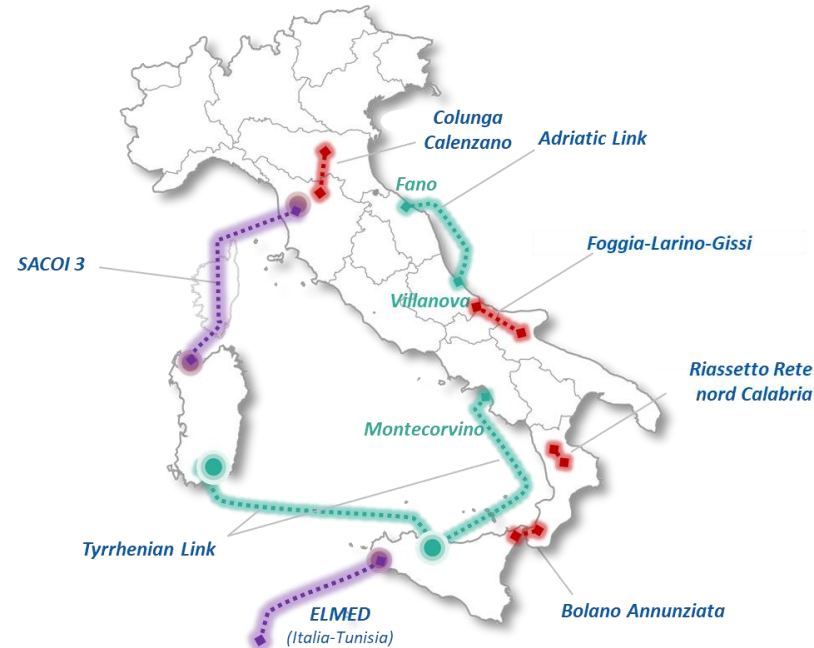 Colunga
Calenzano
Adriatic Link
Fano
Foggia-Larino-Gissi
SACOI 3
Villanova
Riassetto Rete
nord Calabria
Montecorvino
Tyrrhenian Link
ELMED
(Italia-Tunisia)
Bolano Annunziata